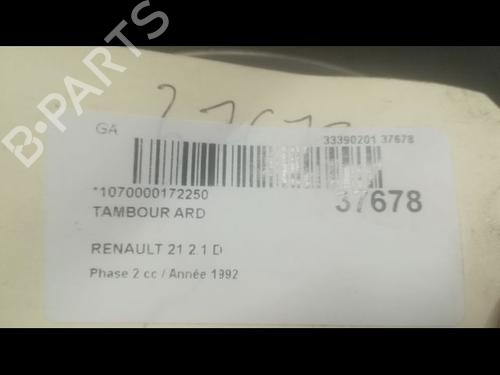 B-PARTS
GA
33390201 37678
*1070000172250
37678
TAMBOUR ARD
RENAULT 21 2.1 D
Phase 2 cc / Année 1992